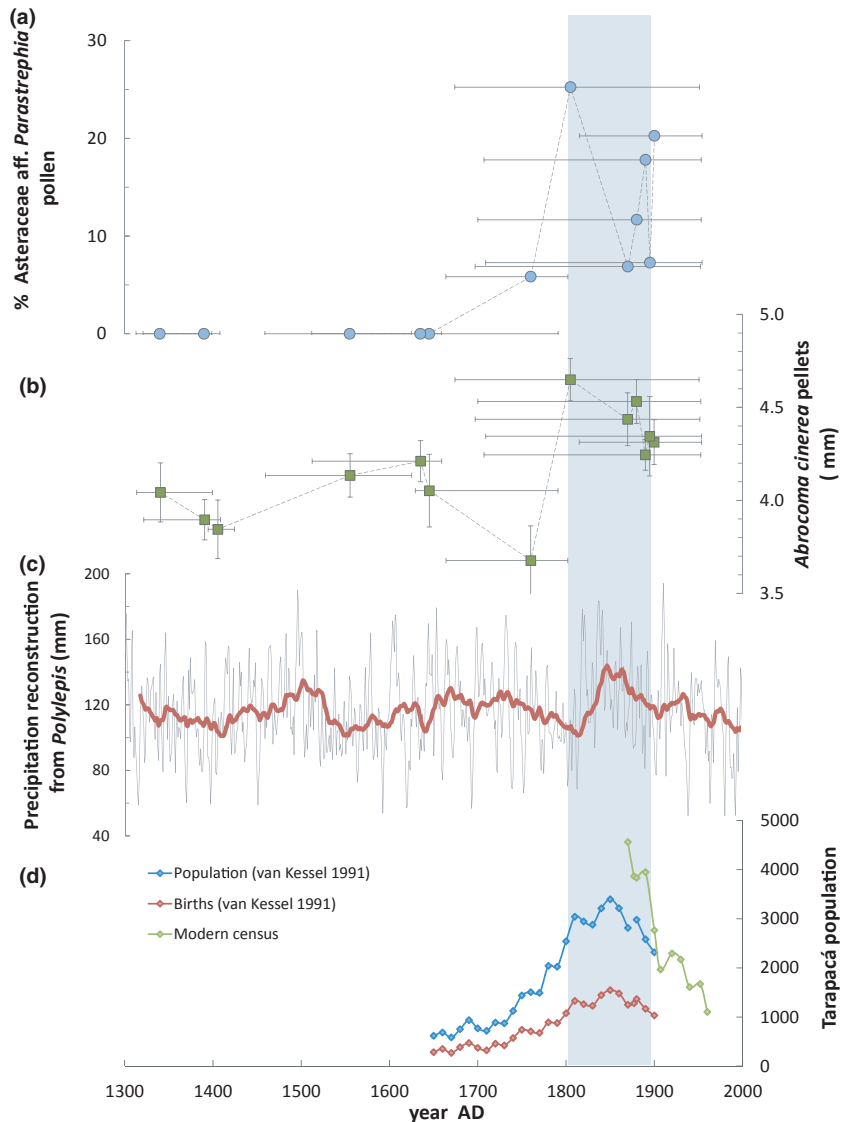 (a)
% Asteraceae aff. Parastrephia
pollen
30
20
10
0
(b)
5.0
4.5
4.0
3.5
Abrocoma cinerea pellets
( mm)
(c)
Precipitation reconstruction
from Polylepis (mm)
200
160
120
80
40
(d)
Population (van Kessel 1991)
Births (van Kessel 1991)
Modern census
5000
4000
3000
2000
1000
0
Tarapacá population
1300 1400 1500 1600 1700 1800 1900 2000
year AD